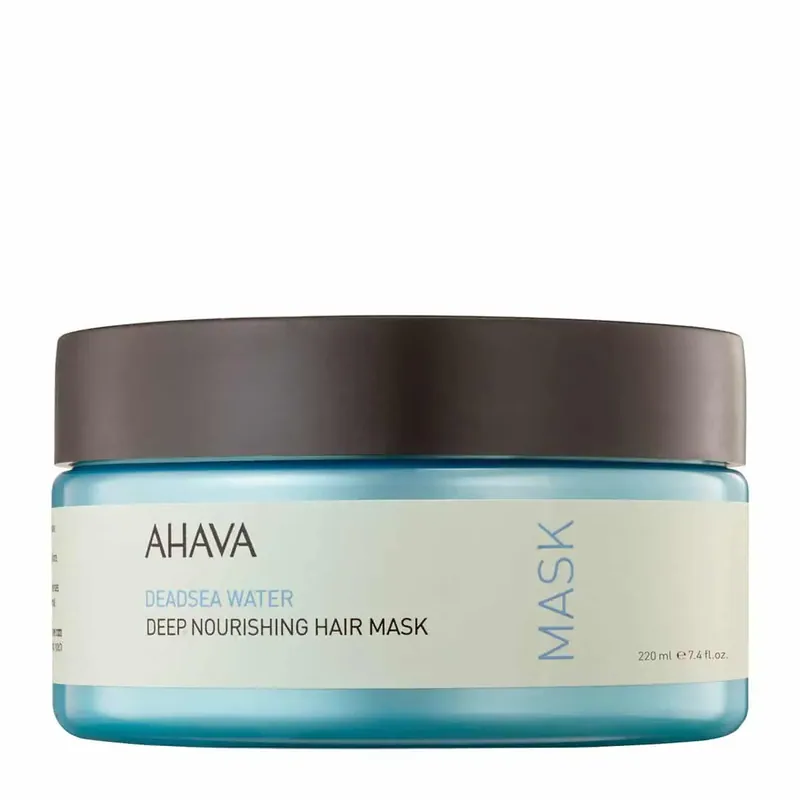 AHAVA
DEADSEA WATER
DEEP NOURISHING HAIR MASK
MASK
220 ml ℮ 7.4 fl.oz.